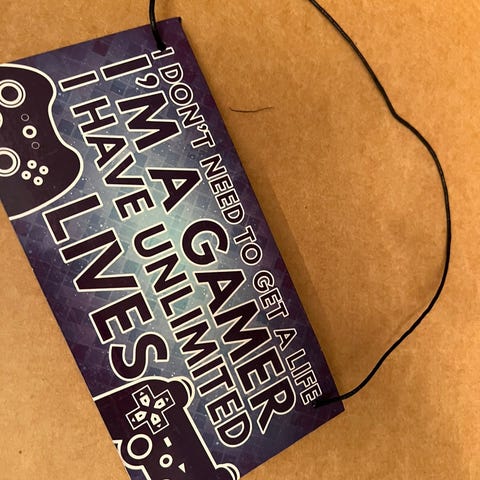 I DON'T NEED TO GET A LIFE
I'M A GAMER
I HAVE UNLIMITED
LIVES